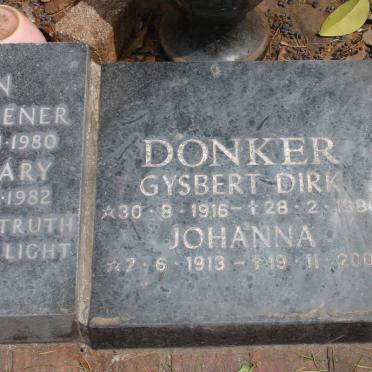 N
ENER
1980
ARY
1982
TRUTH
LIGHT
DONKER
GYSBERT DIRK
☆30·8·1916-†28·2·198
JOHANNA
☆7·6·1913-†19·11·200